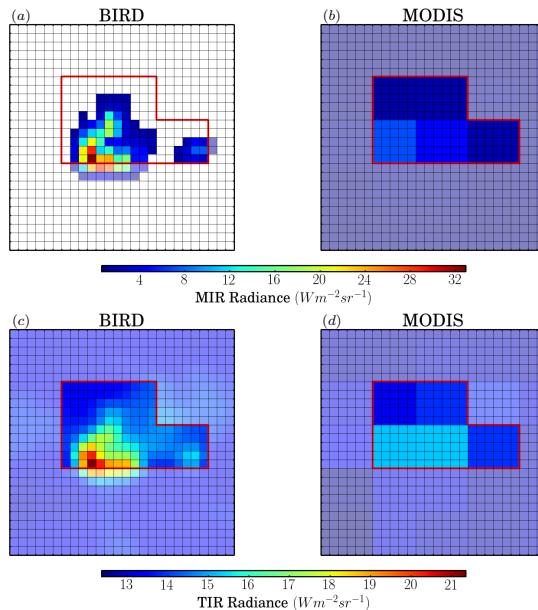 (a) BIRD
(b) MODIS
4 8 12 16 20 24 28 32
MIR Radiance (Wm⁻²sr⁻¹)
(c) BIRD
(d) MODIS
13 14 15 16 17 18 19 20 21
TIR Radiance (Wm⁻²sr⁻¹)